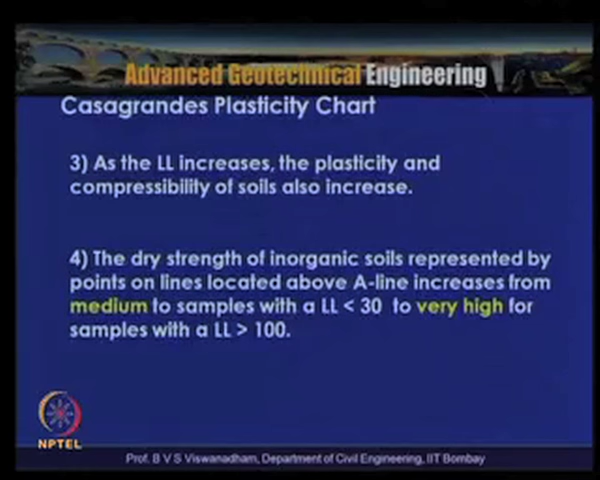 Advanced Geotechnical Engineering
Casagrandes Plasticity Chart
3) As the LL increases, the plasticity and
compressibility of soils also increase.
4) The dry strength of inorganic soils represented by
points on lines located above A-line increases from
medium to samples with a LL < 30 to very high for
samples with a LL > 100.
NPTEL
Prof. B V S Viswanadham, Department of Civil Engineering, IIT Bombay